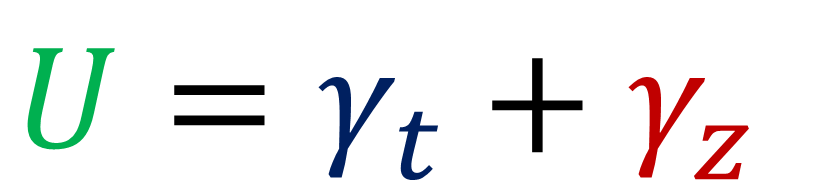 U = γt + γz